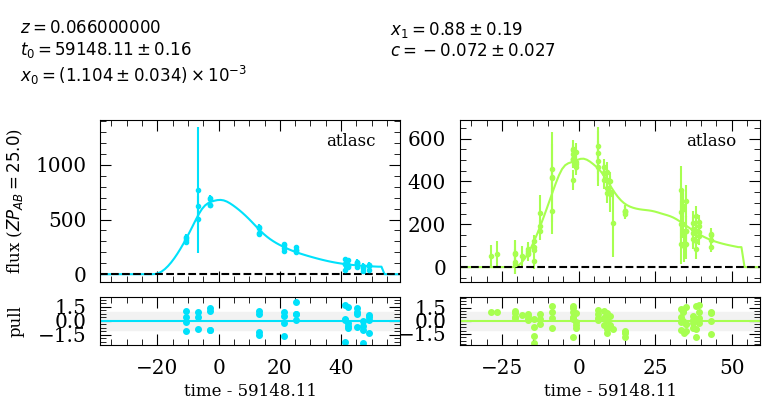 z = 0.066000000
t₀ = 59148.11 ± 0.16
x₀ = (1.104 ± 0.034) × 10⁻³
x₁ = 0.88 ± 0.19
c = −0.072 ± 0.027
flux (ZP_AB = 25.0)
1000
500
0
atlasc
600
400
200
0
atlaso
pull
1.5
0.0
−1.5
−20 0 20 40
time - 59148.11
1.5
0.0
−1.5
−25 0 25 50
time - 59148.11